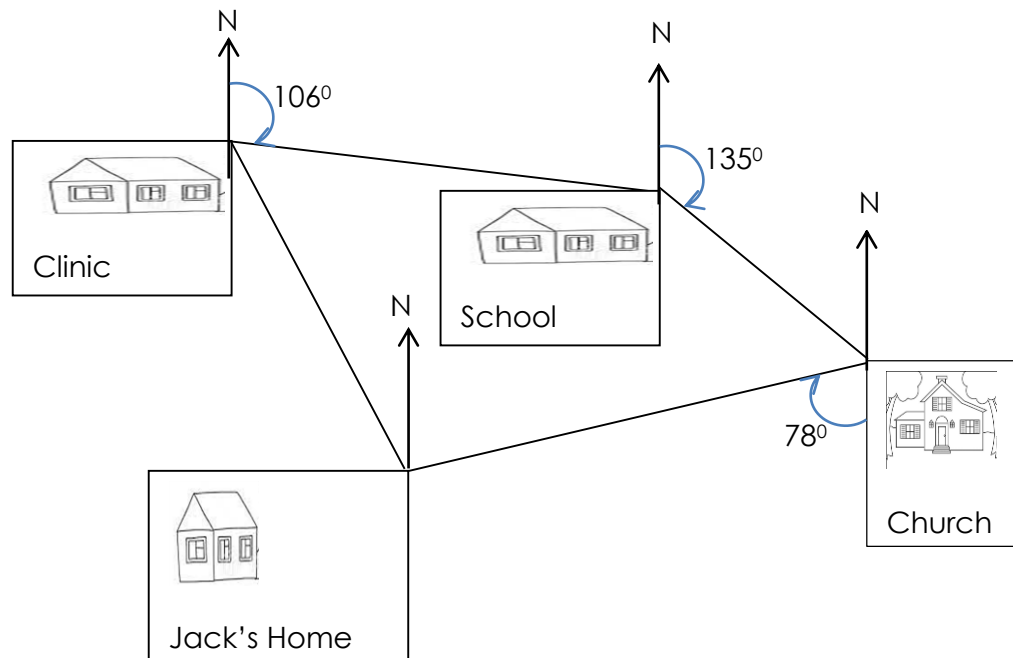 N
106⁰
N
135⁰
Clinic
N
School
N
78⁰
Church
Jack’s Home